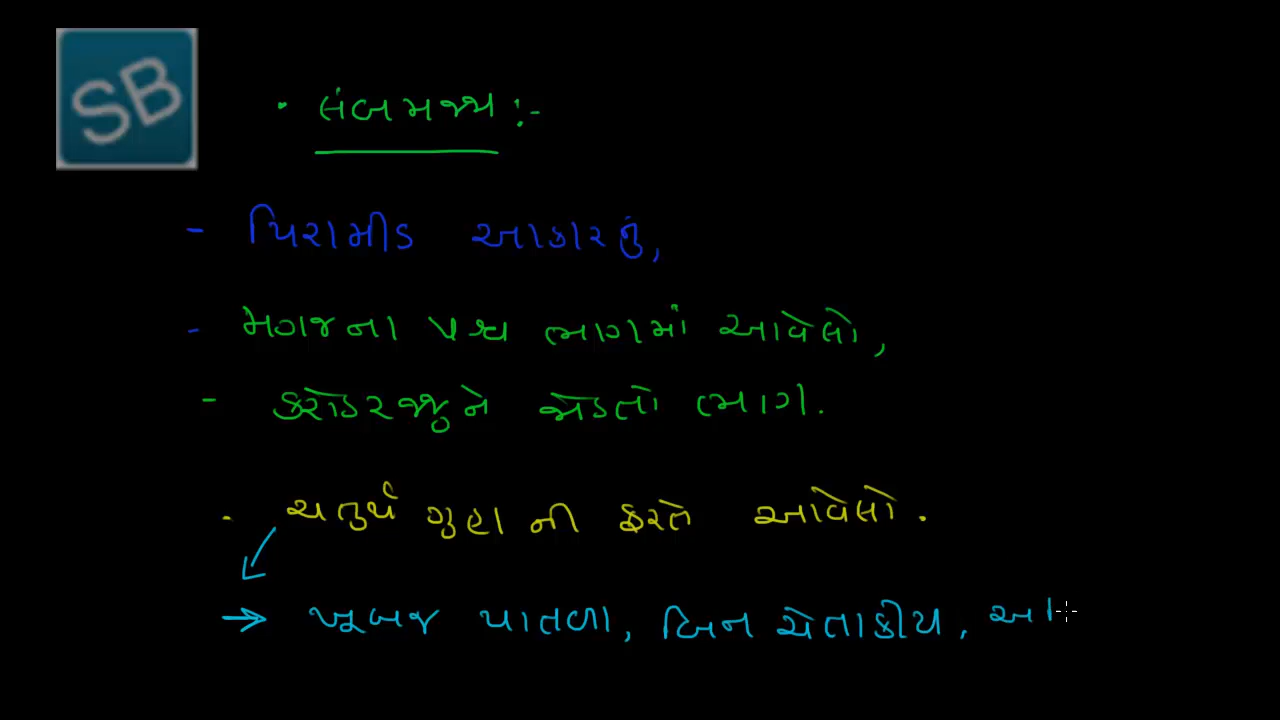 SB
• લંબમજ્જા :-
- પિરામીડ આકારનું,
- મગજના પશ્ચ ભાગમાં આવેલો,
- કરોડરજ્જુને જોડતો ભાગ.
. ચતુર્થ ગુહા ની ફરતે આવેલો.
→ ખૂબજ પાતળા, બિન ચેતાકીય, આ